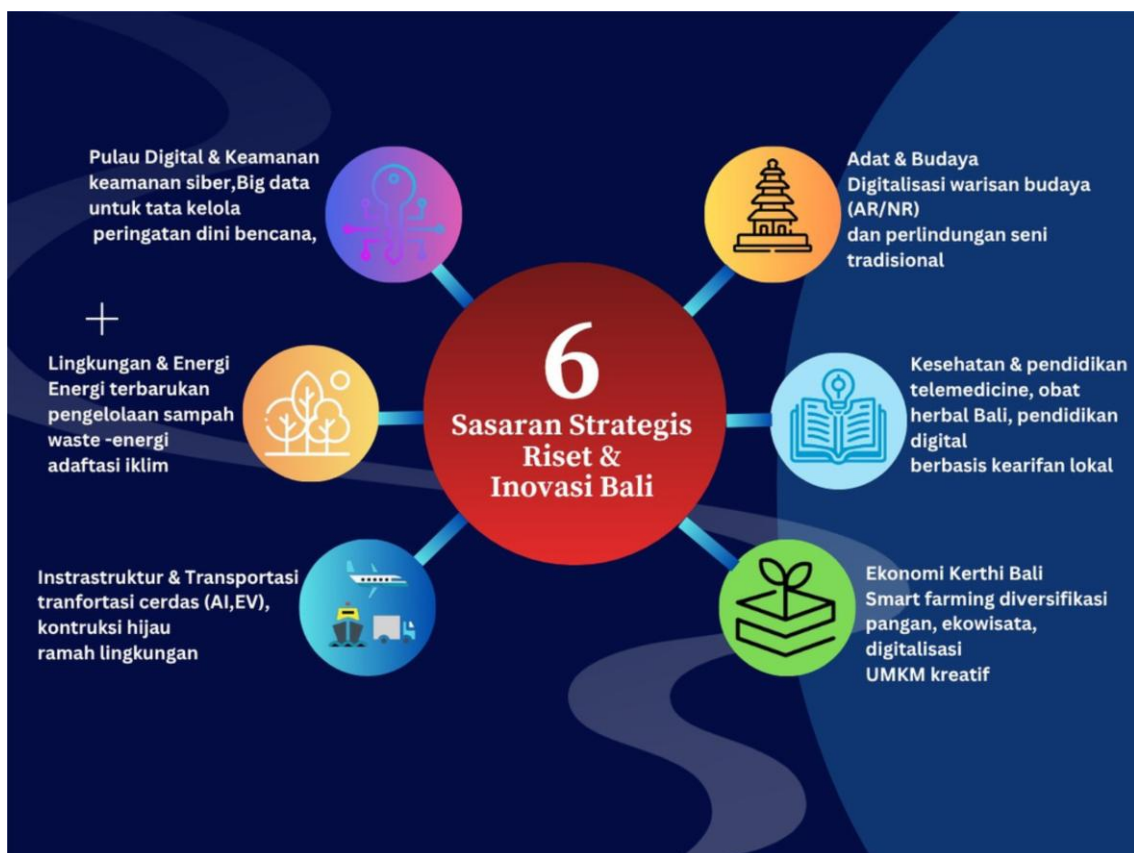 Pulau Digital & Keamanan
keamanan siber,Big data
untuk tata kelola
peringatan dini bencana,
Adat & Budaya
Digitalisasi warisan budaya
(AR/NR)
dan perlindungan seni
tradisional
6
Sasaran Strategis
Riset &
Inovasi Bali
Lingkungan & Energi
Energi terbarukan
pengelolaan sampah
waste -energi
adaftasi iklim
Kesehatan & pendidikan
telemedicine, obat
herbal Bali, pendidikan
digital
berbasis kearifan lokal
Instrastruktur & Transportasi
tranfortasi cerdas (AI,EV),
kontruksi hijau
ramah lingkungan
Ekonomi Kerthi Bali
Smart farming diversifikasi
pangan, ekowisata,
digitalisasi
UMKM kreatif